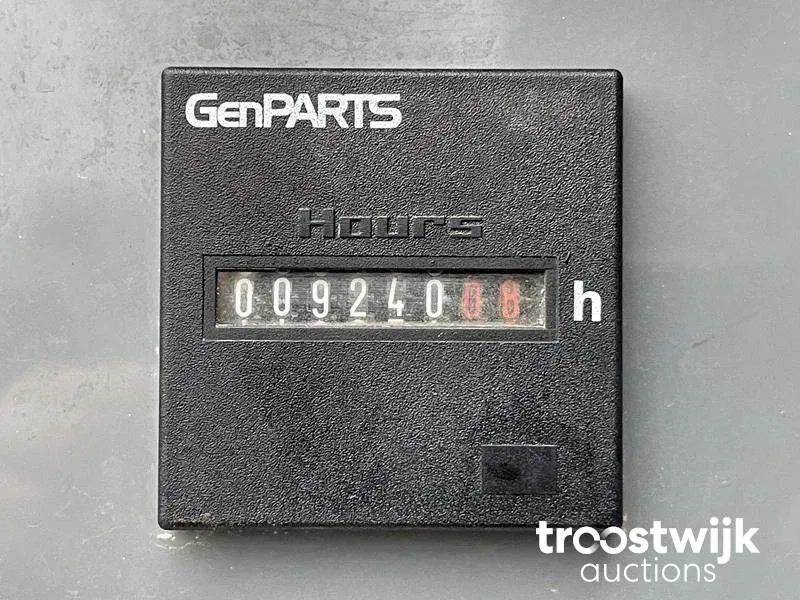 GenPARTS
Hours
00924008 h
troostwijk
auctions